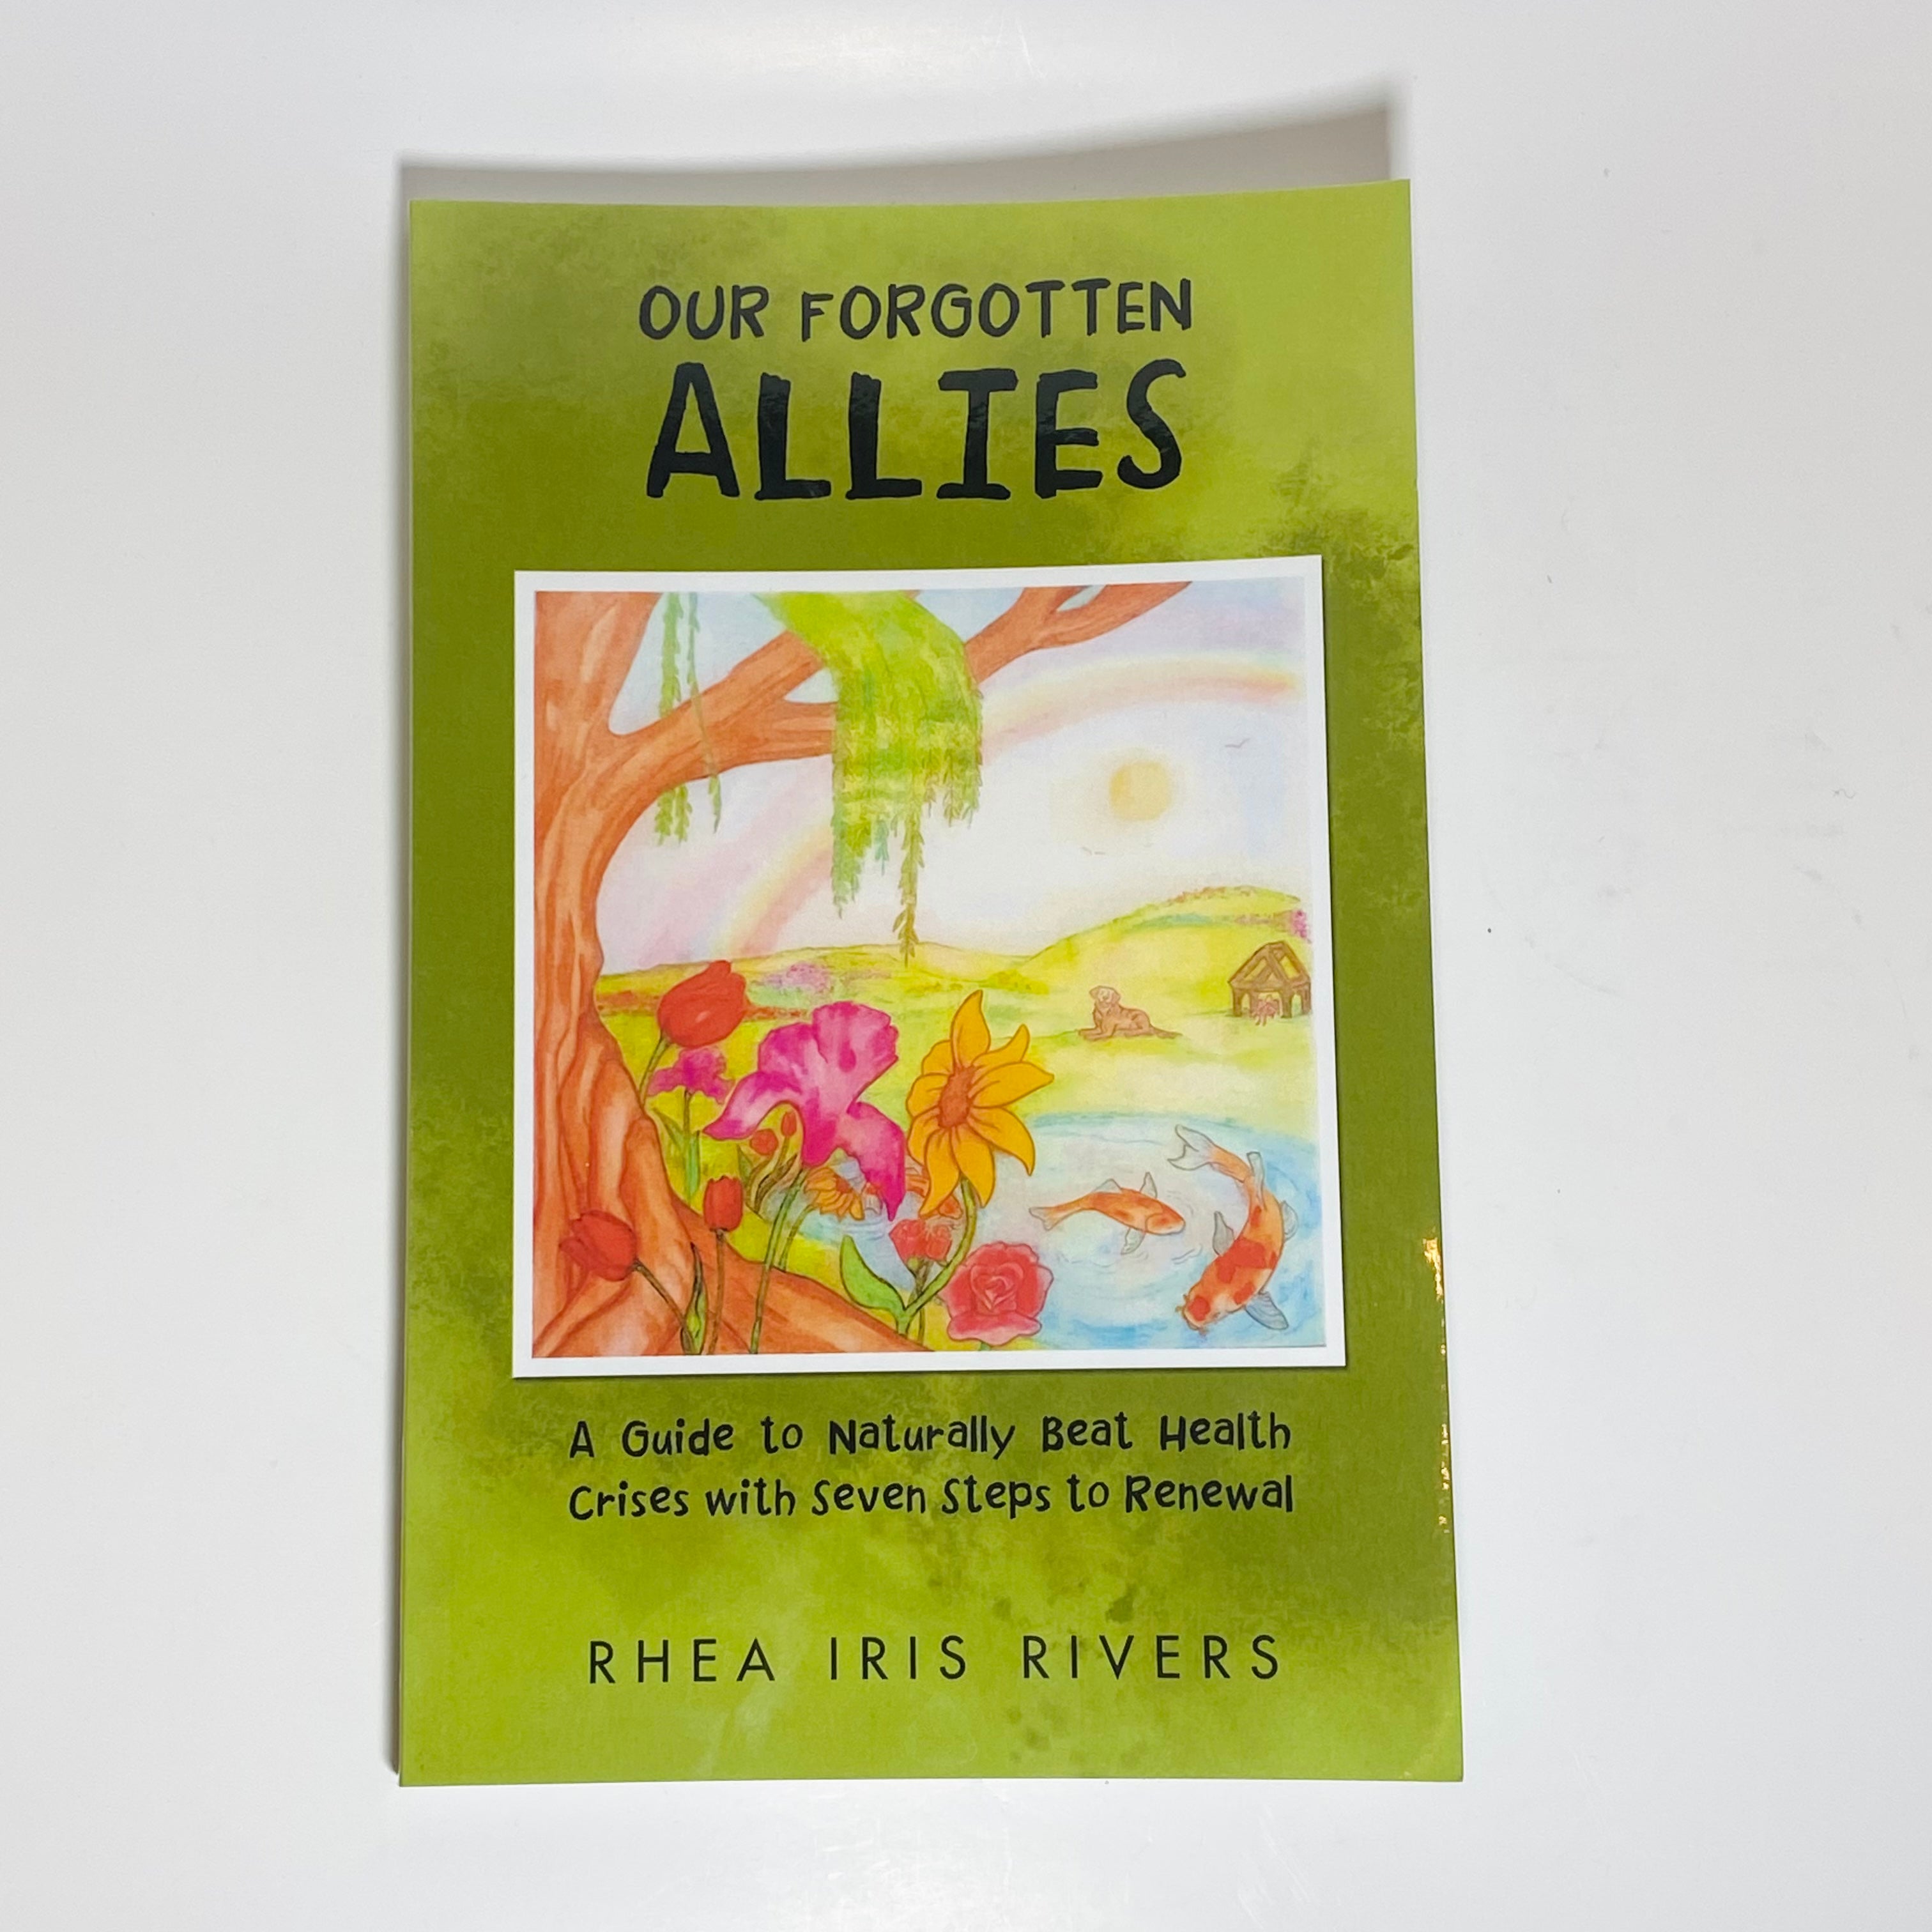 OUR FORGOTTEN
ALLIES
A Guide to Naturally Beat Health
Crises with Seven Steps to Renewal
RHEA IRIS RIVERS